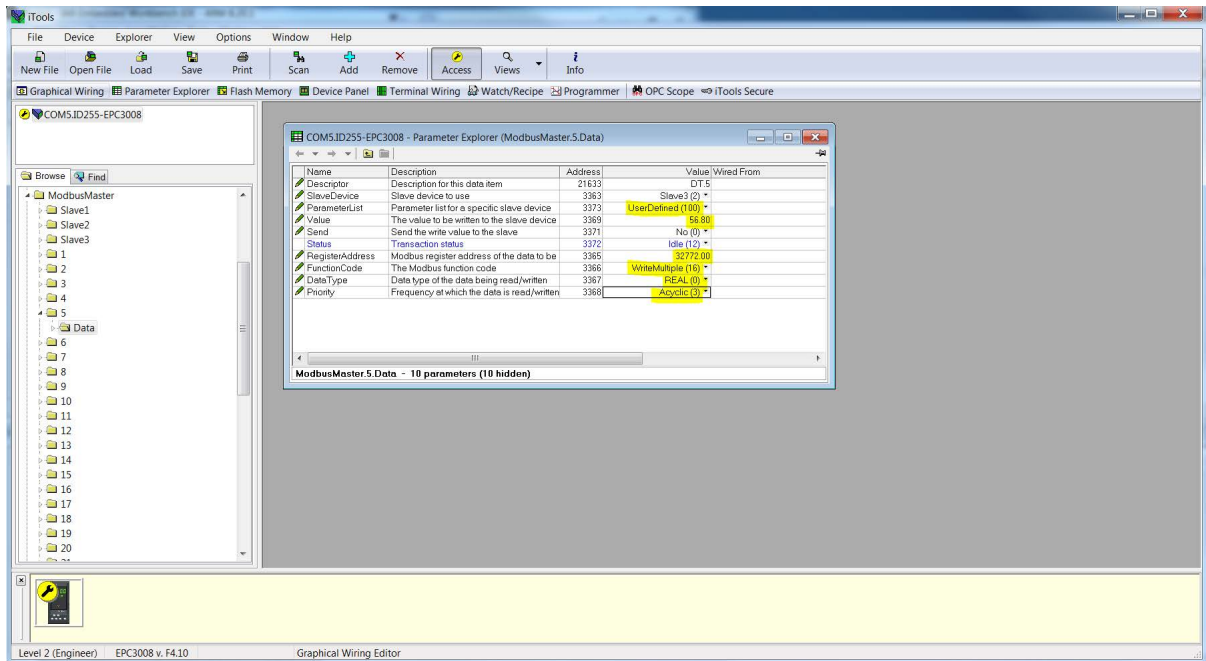 iTools
File Device Explorer View Options Window Help
New File Open File Load Save Print Scan Add Remove Access Views Info
Graphical Wiring Parameter Explorer Flash Memory Device Panel Terminal Wiring Watch/Recipe Programmer OPC Scope iTools Secure
COM5.ID255-EPC3008
Browse Find
ModbusMaster
Slave1
Slave2
Slave3
1
2
3
4
5
Data
6
7
8
9
10
11
12
13
14
15
16
17
18
19
20
COM5.ID255-EPC3008 - Parameter Explorer (ModbusMaster.5.Data)
Name Description Address Value Wired From
Descriptor Description for this data item 21633 DT.5
SlaveDevice Slave device to use 3363 Slave3 (2)
ParameterList Parameter list for a specific slave device 3373 UserDefined (100)
Value The value to be written to the slave device 3369 56.80
Send Send the write value to the slave 3371 No (0)
Status Transaction status 3372 Idle (12)
RegisterAddress Modbus register address of the data to be 3365 32772.00
FunctionCode The Modbus function code 3366 WriteMultiple (16)
DataType Data type of the data being read/written 3367 REAL (0)
Priority Frequency at which the data is read/written 3368 Acyclic (3)
ModbusMaster.5.Data - 10 parameters (10 hidden)
Level 2 (Engineer) EPC3008 v. F4.10 Graphical Wiring Editor